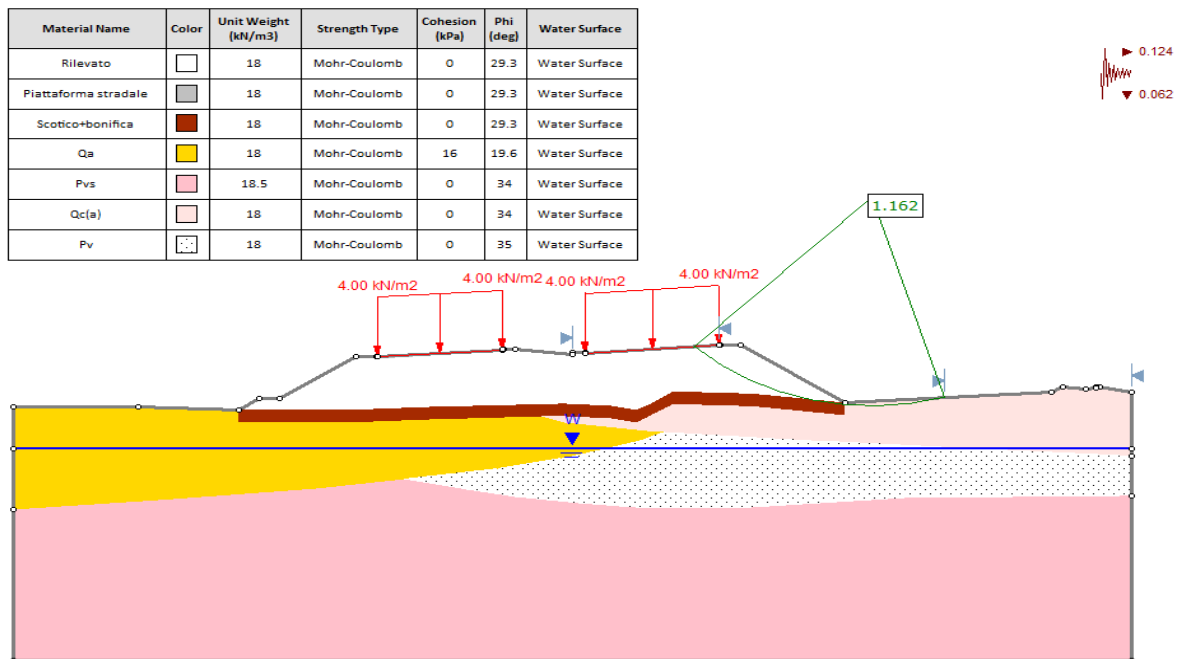 Material Name Color Unit Weight (kN/m3) Strength Type Cohesion (kPa) Phi (deg) Water Surface
Rilevato 18 Mohr-Coulomb 0 29.3 Water Surface
Piattaforma stradale 18 Mohr-Coulomb 0 29.3 Water Surface
Scotico+bonifica 18 Mohr-Coulomb 0 29.3 Water Surface
Qa 18 Mohr-Coulomb 16 19.6 Water Surface
Pvs 18.5 Mohr-Coulomb 0 34 Water Surface
Qc(a) 18 Mohr-Coulomb 0 34 Water Surface
Pv 18 Mohr-Coulomb 0 35 Water Surface
0.124
0.062
1.162
4.00 kN/m2 4.00 kN/m2 4.00 kN/m2 4.00 kN/m2
W